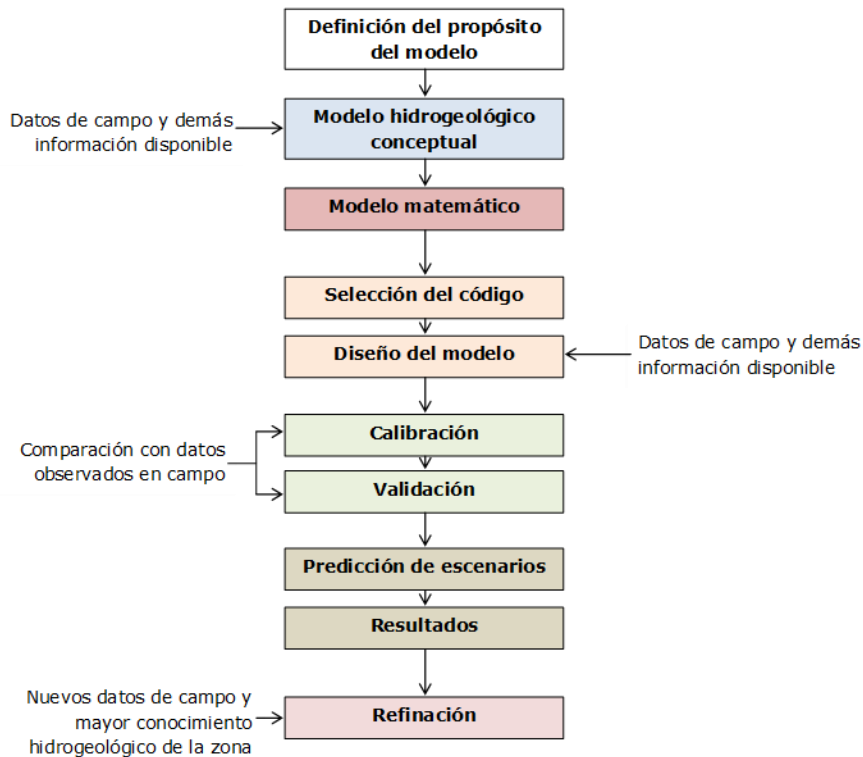 Definición del propósito
del modelo
Datos de campo y demás
información disponible
Modelo hidrogeológico
conceptual
Modelo matemático
Selección del código
Diseño del modelo
Datos de campo y demás
información disponible
Comparación con datos
observados en campo
Calibración
Validación
Predicción de escenarios
Resultados
Nuevos datos de campo y
mayor conocimiento
hidrogeológico de la zona
Refinación